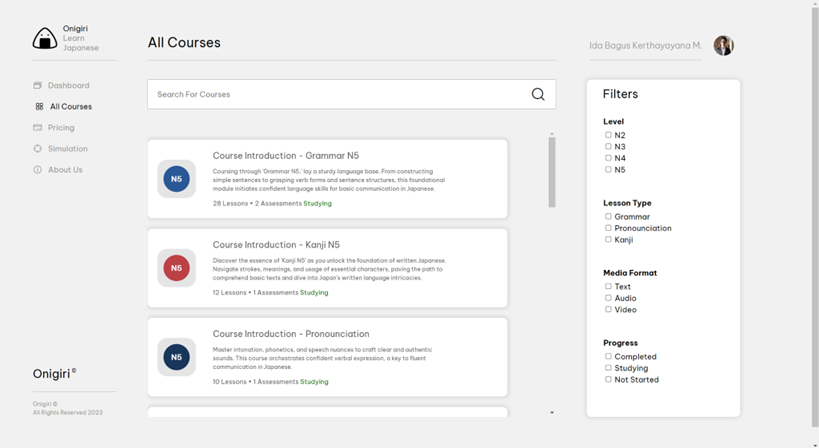 Onigiri
Learn
Japanese
All Courses
Ida Bagus Kerthayayana M.
Dashboard
All Courses
Pricing
Simulation
About Us
Search For Courses
N5
Course Introduction - Grammar N5
Coursing through 'Grammar N5,' lay a sturdy language base. From constructing
simple sentences to grasping verb forms and sentence structures, this foundational
module initiates confident language skills for basic communication in Japanese.
28 Lessons • 2 Assessments Studying
N5
Course Introduction - Kanji N5
Discover the essence of 'Kanji N5' as you unlock the foundation of written Japanese.
Navigate strokes, meanings, and usage of essential characters, paving the path to
comprehend basic texts and dive into Japan's written language intricacies.
12 Lessons • 1 Assessments Studying
N5
Course Introduction - Pronounciation
Master intonation, phonetics, and speech nuances to craft clear and authentic
sounds. This course orchestrates confident verbal expression, a key to fluent
communication in Japanese.
10 Lessons • 1 Assessments Studying
Filters
Level
N2
N3
N4
N5
Lesson Type
Grammar
Pronounciation
Kanji
Media Format
Text
Audio
Video
Progress
Completed
Studying
Not Started
Onigiri ©
Onigiri ©
All Rights Reserved 2023